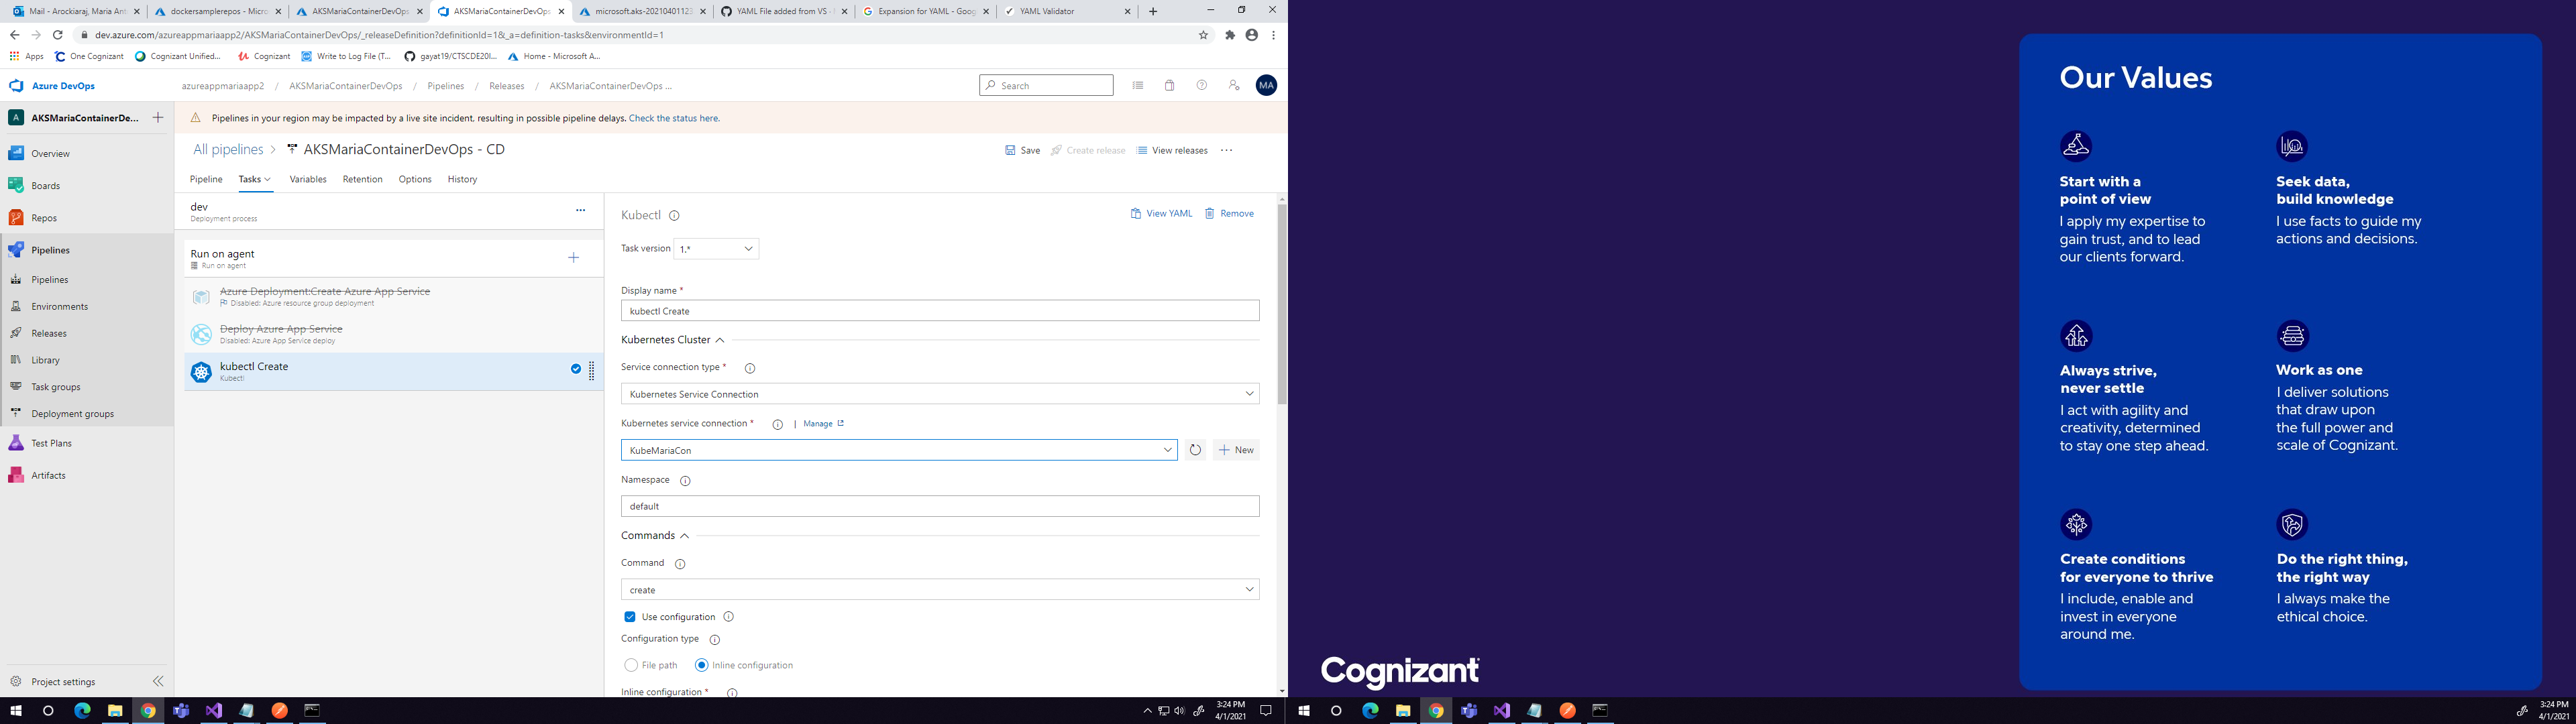 Mail - Arockiaraj, Maria Ant
dockersamplerepos - Micro
AKSMariaContainerDevOps
AKSMariaContainerDevOps
microsoft.aks-20210401123
YAML File added from VS
Expansion for YAML - Goog
YAML Validator
dev.azure.com/azureappmariaapp2/AKSMariaContainerDevOps/_releaseDefinition?definitionId=1&_a=definition-tasks&environmentId=1
Apps
One Cognizant
Cognizant Unified...
Cognizant
Write to Log File (T...
gayat19/CTSCDE20I...
Home - Microsoft A...
Azure DevOps
azureappmariaapp2 / AKSMariaContainerDevOps / Pipelines / Releases / AKSMariaContainerDevOps ...
Search
MA
A
AKSMariaContainerDe...
Overview
Boards
Repos
Pipelines
Pipelines
Environments
Releases
Library
Task groups
Deployment groups
Test Plans
Artifacts
Project settings
Pipelines in your region may be impacted by a live site incident, resulting in possible pipeline delays. Check the status here.
All pipelines > AKSMariaContainerDevOps - CD
Save
Create release
View releases
...
Pipeline
Tasks
Variables
Retention
Options
History
dev
Deployment process
...
Run on agent
Run on agent
Azure Deployment:Create Azure App Service
Disabled: Azure resource group deployment
Deploy Azure App Service
Disabled: Azure App Service deploy
kubectl Create
Kubectl
Kubectl
View YAML
Remove
Task version
1.*
Display name *
kubectl Create
Kubernetes Cluster
Service connection type *
Kubernetes Service Connection
Kubernetes service connection *
| Manage
KubeMariaCon
New
Namespace
default
Commands
Command
create
Use configuration
Configuration type
File path
Inline configuration
Inline configuration *
3:24 PM
4/1/2021
Our Values
Start with a
point of view
I apply my expertise to
gain trust, and to lead
our clients forward.
Seek data,
build knowledge
I use facts to guide my
actions and decisions.
Always strive,
never settle
I act with agility and
creativity, determined
to stay one step ahead.
Work as one
I deliver solutions
that draw upon
the full power and
scale of Cognizant.
Create conditions
for everyone to thrive
I include, enable and
invest in everyone
around me.
Do the right thing,
the right way
I always make the
ethical choice.
Cognizant
3:24 PM
4/1/2021